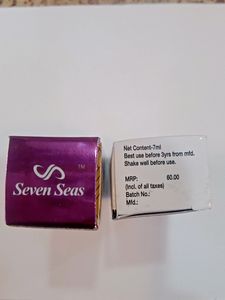 Seven Seas
TM
Net Content-7ml
Best use before 3yrs from mfd.
Shake well before use.
MRP: 60.00
(Incl. of all taxes)
Batch No.:
Mfd.: